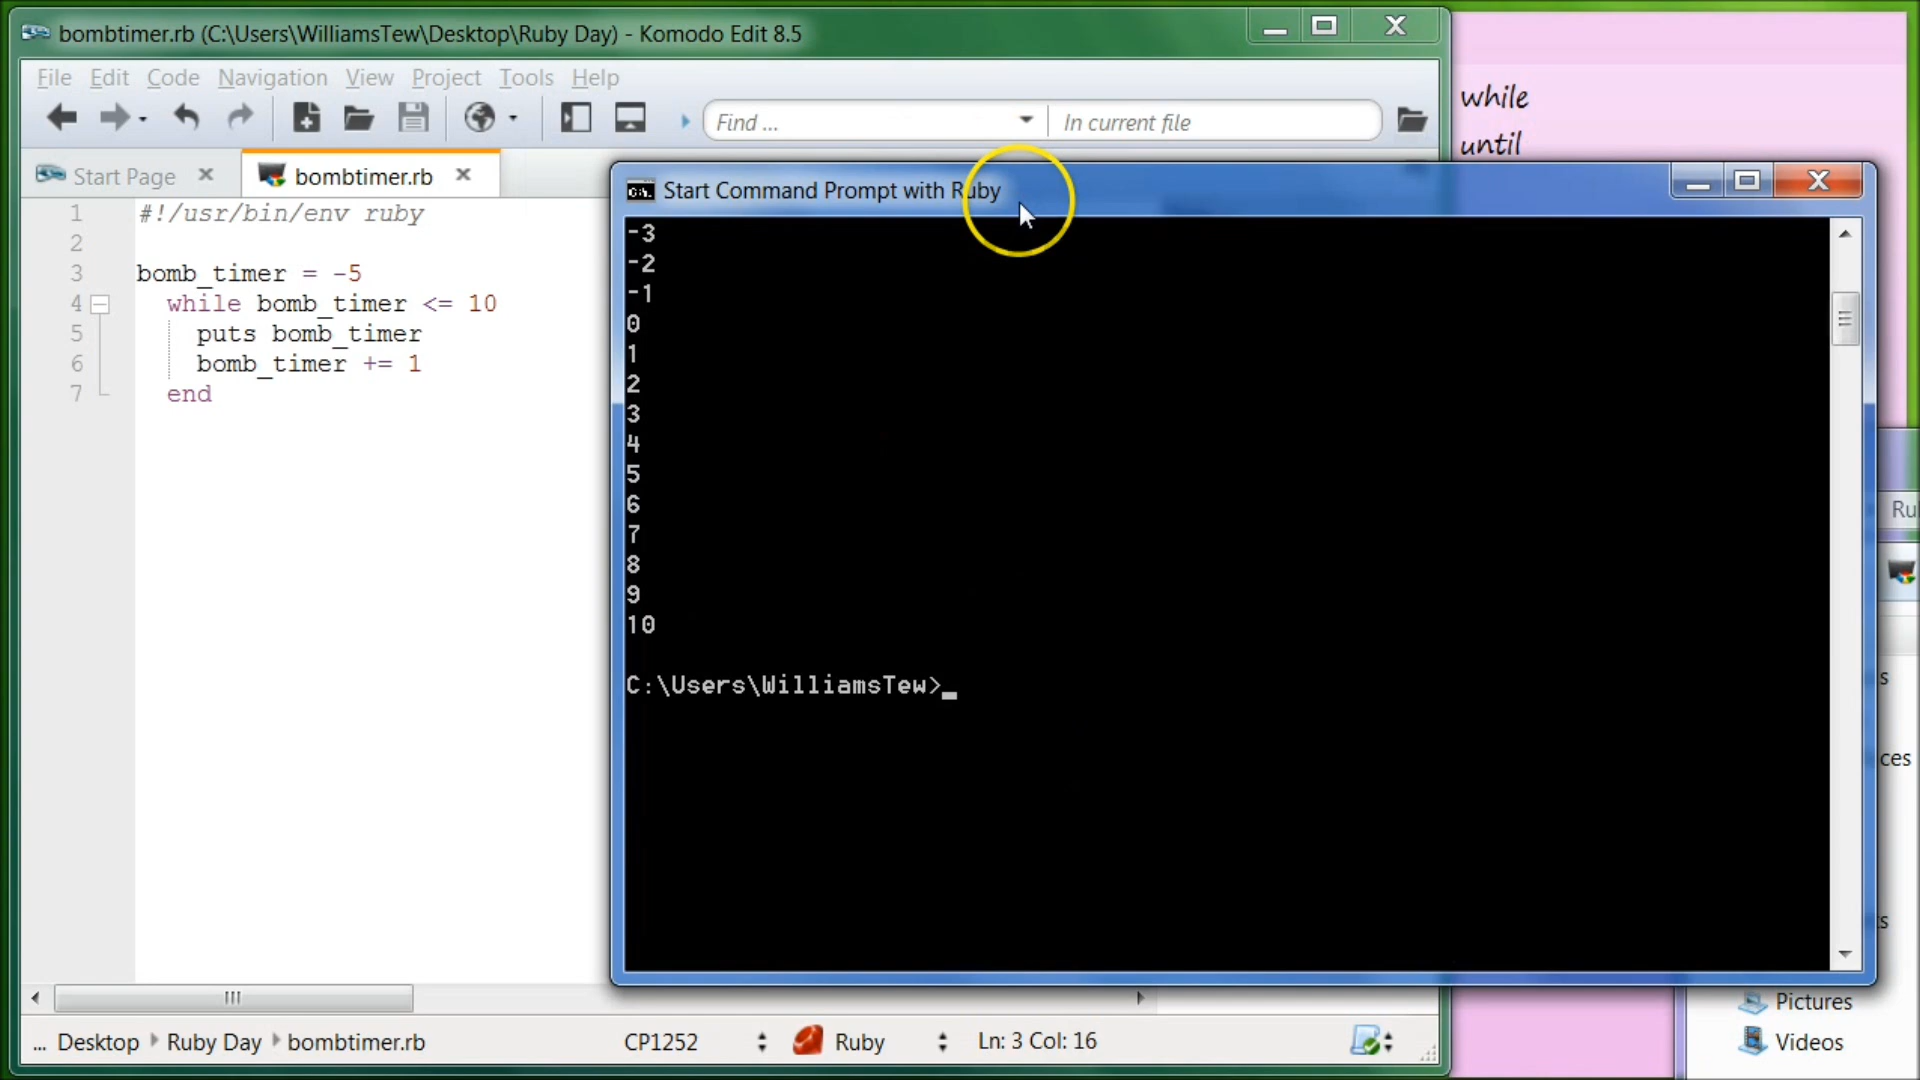 bombtimer.rb (C:\Users\WilliamsTew\Desktop\Ruby Day) - Komodo Edit 8.5
File Edit Code Navigation View Project Tools Help
Find ... In current file
Start Page bombtimer.rb
1 #!/usr/bin/env ruby
2
3 bomb_timer = -5
4 while bomb_timer <= 10
5 puts bomb_timer
6 bomb_timer += 1
7 end
... Desktop Ruby Day bombtimer.rb CP1252 Ruby Ln: 3 Col: 16
while
until
Start Command Prompt with Ruby
-3
-2
-1
0
1
2
3
4
5
6
7
8
9
10
C:\Users\WilliamsTew>_
Pictures
Videos